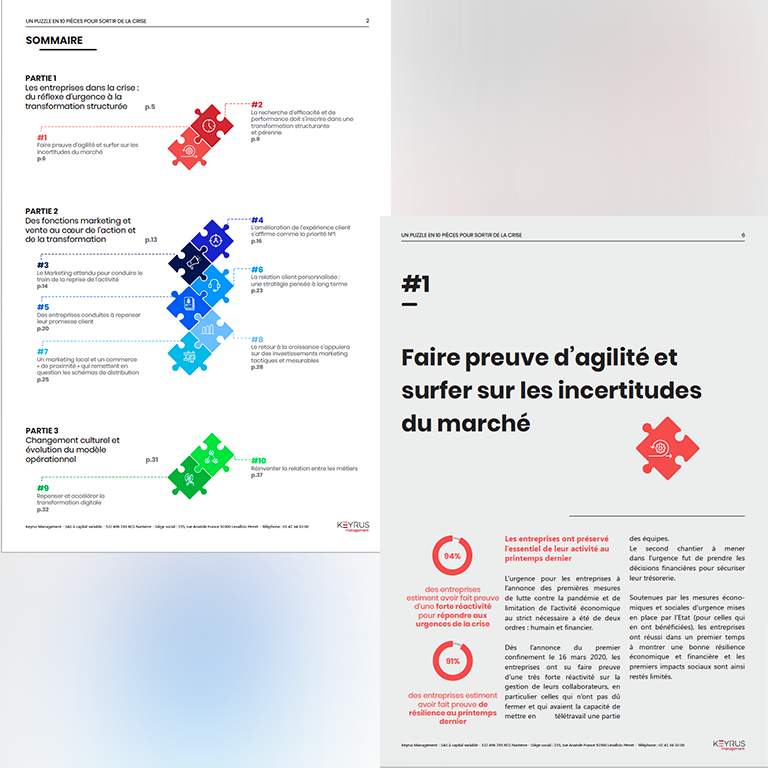 UN PUZZLE EN 10 PIÈCES POUR SORTIR DE LA CRISE
2
SOMMAIRE
PARTIE 1
Les entreprises dans la crise :
du réflexe d'urgence à la
transformation structurée
p.5
#2
La recherche d'efficacité et de
performance doit s'inscrire dans une
transformation structurante
et pérenne
p.9
#1
Faire preuve d'agilité et surfer sur les
incertitudes du marché
p.6
PARTIE 2
Des fonctions marketing et
vente au cœur de l'action et
de la transformation
p.13
#4
L'amélioration de l'expérience client
s'affirme comme la priorité N°1
p.16
#3
Le Marketing attendu pour conduire le
train de la reprise de l'activité
p.14
#6
La relation client personnalisée :
une stratégie pensée à long terme
p.23
#5
Des entreprises conduites à repenser
leur promesse client
p.20
#8
Le retour à la croissance s'appuiera
sur des investissements marketing
tactiques et mesurables
p.28
#7
Un marketing local et un commerce
« de proximité » qui remettent en
question les schémas de distribution
p.25
PARTIE 3
Changement culturel et
évolution du modèle
opérationnel
p.31
#10
Réinventer la relation entre les métiers
p.37
#9
Repenser et accélérer la
transformation digitale
p.32
Keyrus Management - SAS à capital variable - 522 498 393 RCS Nanterre - Siège social : 155, rue Anatole France 92300 Levallois-Perret - Téléphone : 01 41 34 10 00
KEYRUS
management
UN PUZZLE EN 10 PIÈCES POUR SORTIR DE LA CRISE
6
#1
Faire preuve d'agilité et
surfer sur les incertitudes
du marché
94%
des entreprises
estiment avoir fait preuve
d'une forte réactivité
pour répondre aux
urgences de la crise
91%
des entreprises estiment
avoir fait preuve de
résilience au printemps
dernier
Les entreprises ont préservé
l'essentiel de leur activité au
printemps dernier
L'urgence pour les entreprises à
l'annonce des premières mesures
de lutte contre la pandémie et de
limitation de l'activité économique
au strict nécessaire a été de deux
ordres : humain et financier.
Dès l'annonce du premier
confinement le 16 mars 2020, les
entreprises ont su faire preuve
d'une très forte réactivité sur la
gestion de leurs collaborateurs, en
particulier celles qui n'ont pas dû
fermer et qui avaient la capacité de
mettre en télétravail une partie
des équipes.
Le second chantier à mener
dans l'urgence fut de prendre les
décisions financières pour sécuriser
leur trésorerie.
Soutenues par les mesures écono-
miques et sociales d'urgence mises
en place par l'Etat (pour celles qui
en ont bénéficiées), les entreprises
ont réussi dans un premier temps
à montrer une bonne résilience
économique et financière et les
premiers impacts sociaux sont ainsi
restés limités.
Keyrus Management - SAS à capital variable - 522 498 393 RCS Nanterre - Siège social : 155, rue Anatole France 92300 Levallois-Perret - Téléphone : 01 41 34 10 00
KEYRUS
management